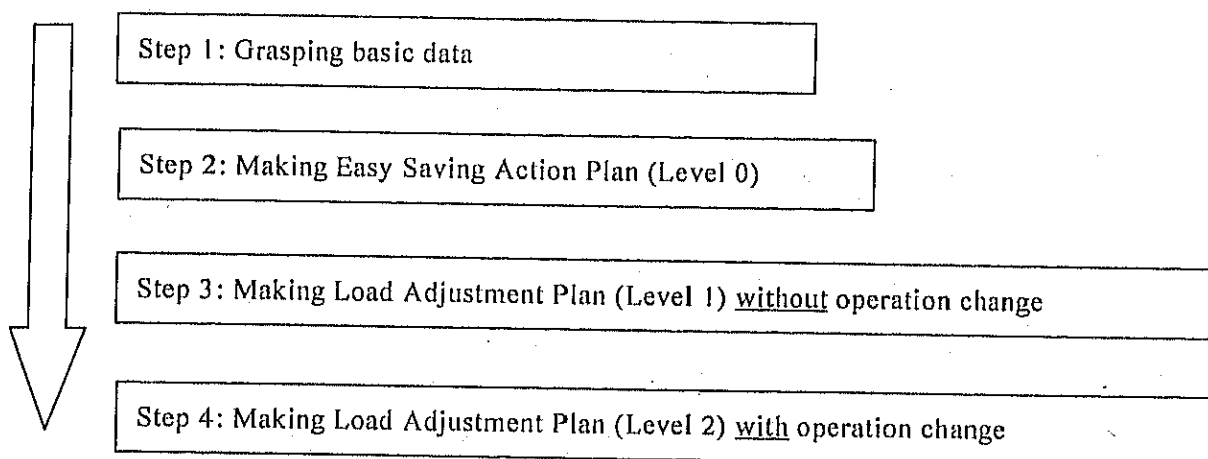 Step 1: Grasping basic data
Step 2: Making Easy Saving Action Plan (Level 0)
Step 3: Making Load Adjustment Plan (Level 1) without operation change
Step 4: Making Load Adjustment Plan (Level 2) with operation change